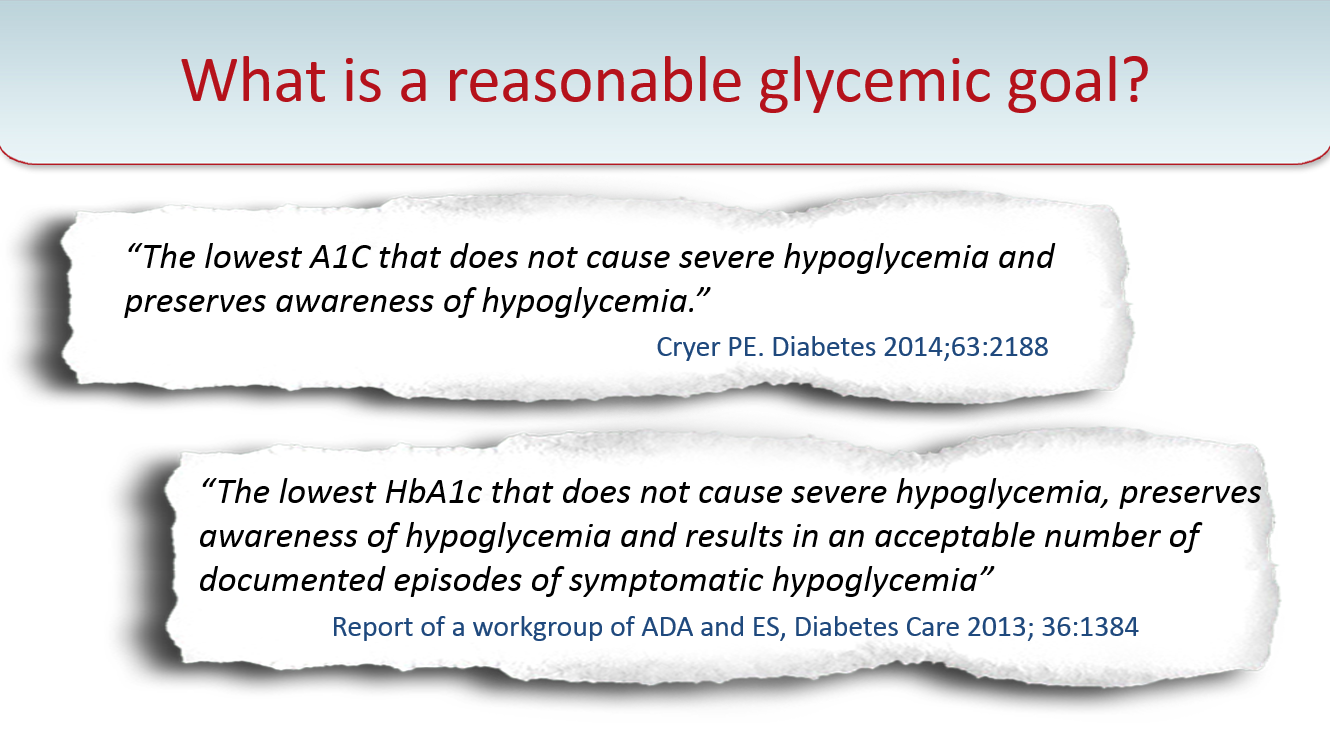 What is a reasonable glycemic goal?
“The lowest A1C that does not cause severe hypoglycemia and
preserves awareness of hypoglycemia.”
Cryer PE. Diabetes 2014;63:2188
“The lowest HbA1c that does not cause severe hypoglycemia, preserves
awareness of hypoglycemia and results in an acceptable number of
documented episodes of symptomatic hypoglycemia”
Report of a workgroup of ADA and ES, Diabetes Care 2013; 36:1384